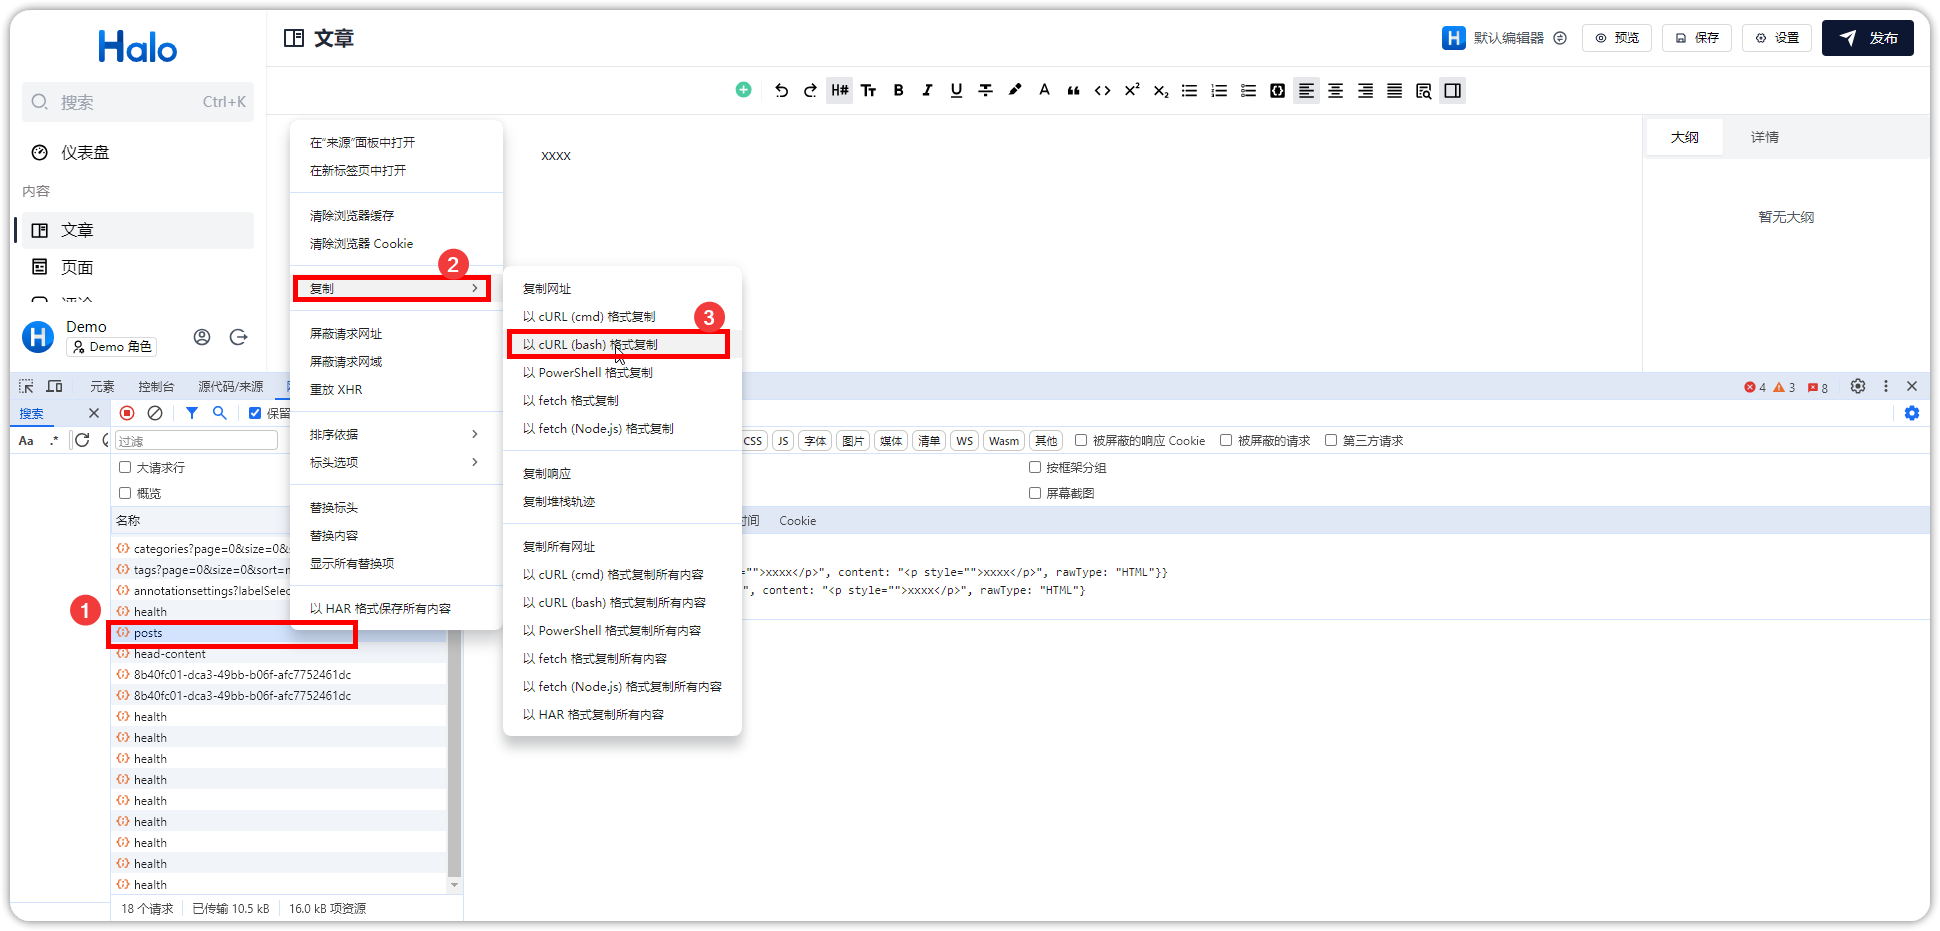 Halo
搜索 Ctrl+K
仪表盘
内容
文章
页面
Demo
Demo 角色
文章
默认编辑器
预览
保存
设置
发布
H#
xxxx
大纲 详情
暂无大纲
在"来源"面板中打开
在新标签页中打开
清除浏览器缓存
清除浏览器 Cookie
2
复制
屏蔽请求网址
屏蔽请求网域
重放 XHR
排序依据
标头选项
替换标头
替换内容
显示所有替换项
以 HAR 格式保存所有内容
复制网址
以 cURL (cmd) 格式复制
3
以 cURL (bash) 格式复制
以 PowerShell 格式复制
以 fetch 格式复制
以 fetch (Node.js) 格式复制
复制响应
复制堆栈轨迹
复制所有网址
以 cURL (cmd) 格式复制所有内容
以 cURL (bash) 格式复制所有内容
以 PowerShell 格式复制所有内容
以 fetch 格式复制所有内容
以 fetch (Node.js) 格式复制所有内容
以 HAR 格式复制所有内容
元素 控制台 源代码/来源
4 3 8
搜索
保留
Aa .*
过滤
CSS JS 字体 图片 媒体 清单 WS Wasm 其他 被屏蔽的响应 Cookie 被屏蔽的请求 第三方请求
大请求行 按框架分组
概览 屏幕截图
名称
时间 Cookie
categories?page=0&size=0&
tags?page=0&size=0&sort=
annotationsettings?labelSelec
health
1
posts
head-content
8b40fc01-dca3-49bb-b06f-afc7752461dc
8b40fc01-dca3-49bb-b06f-afc7752461dc
health
health
health
health
health
health
health
health
health
="">xxxx</p>", content: "<p style="">xxxx</p>", rawType: "HTML"}}
", content: "<p style="">xxxx</p>", rawType: "HTML"}
18 个请求 已传输 10.5 kB 16.0 kB 项资源